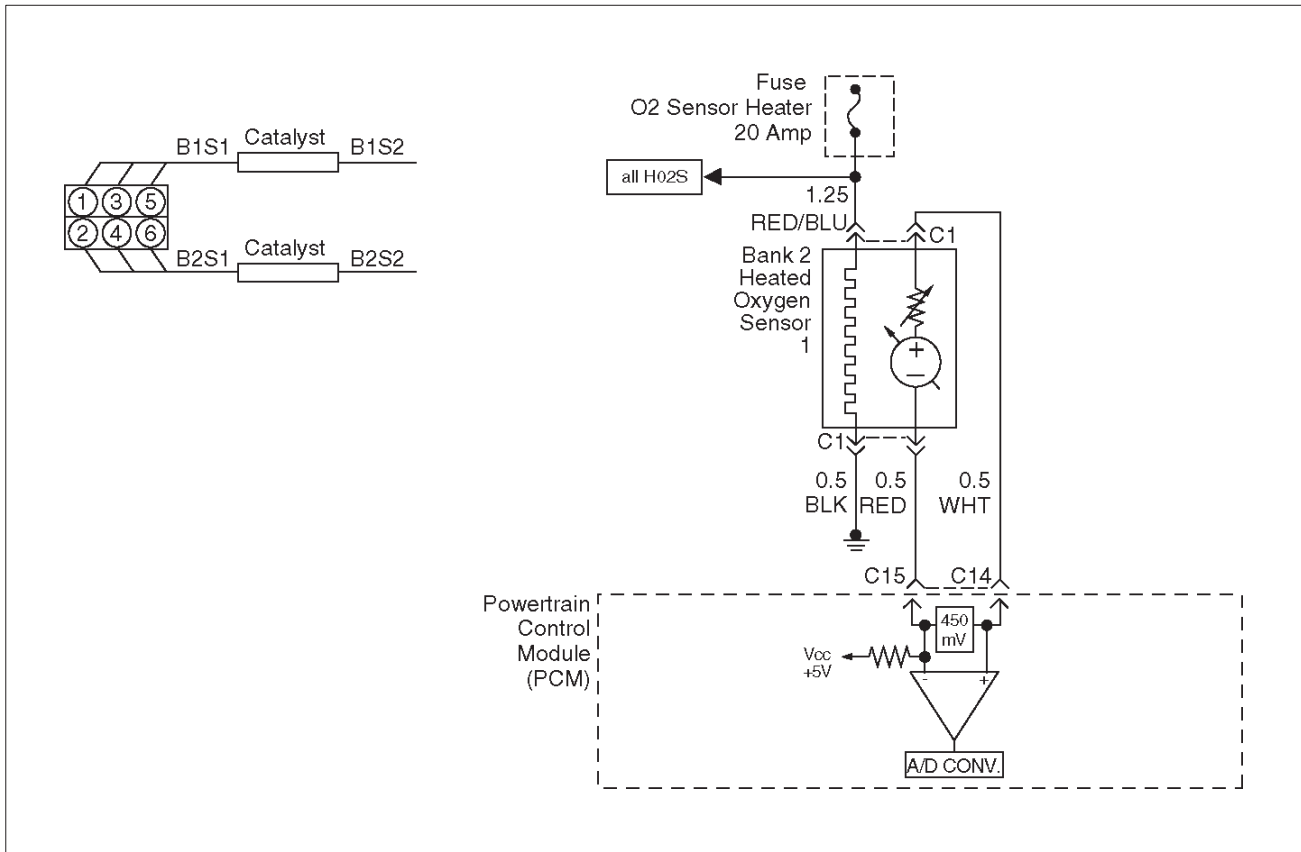 B1S1
Catalyst
B1S2
1
3
5
2
4
6
B2S1
Catalyst
B2S2
Fuse
O2 Sensor Heater
20 Amp
all H02S
1.25
RED/BLU
C1
Bank 2
Heated
Oxygen
Sensor
1
+
—
C1
0.5
BLK
0.5
RED
0.5
WHT
C15
C14
Powertrain
Control
Module
(PCM)
450
mV
Vcc
+5V
-
+
A/D CONV.